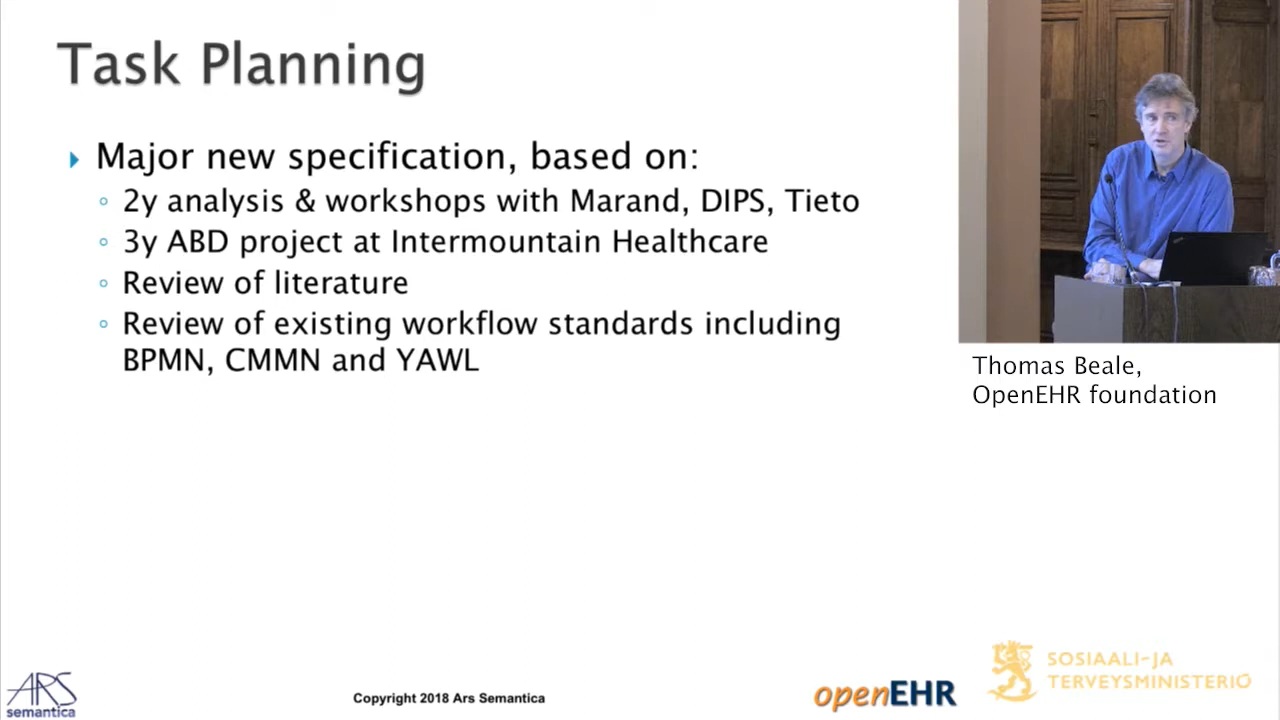 Task Planning
Major new specification, based on:
2y analysis & workshops with Marand, DIPS, Tieto
3y ABD project at Intermountain Healthcare
Review of literature
Review of existing workflow standards including
BPMN, CMMN and YAWL
Thomas Beale,
OpenEHR foundation
ARS
semantica
Copyright 2018 Ars Semantica
openEHR
SOSIAALI-JA
TERVEYSMINISTERIÖ